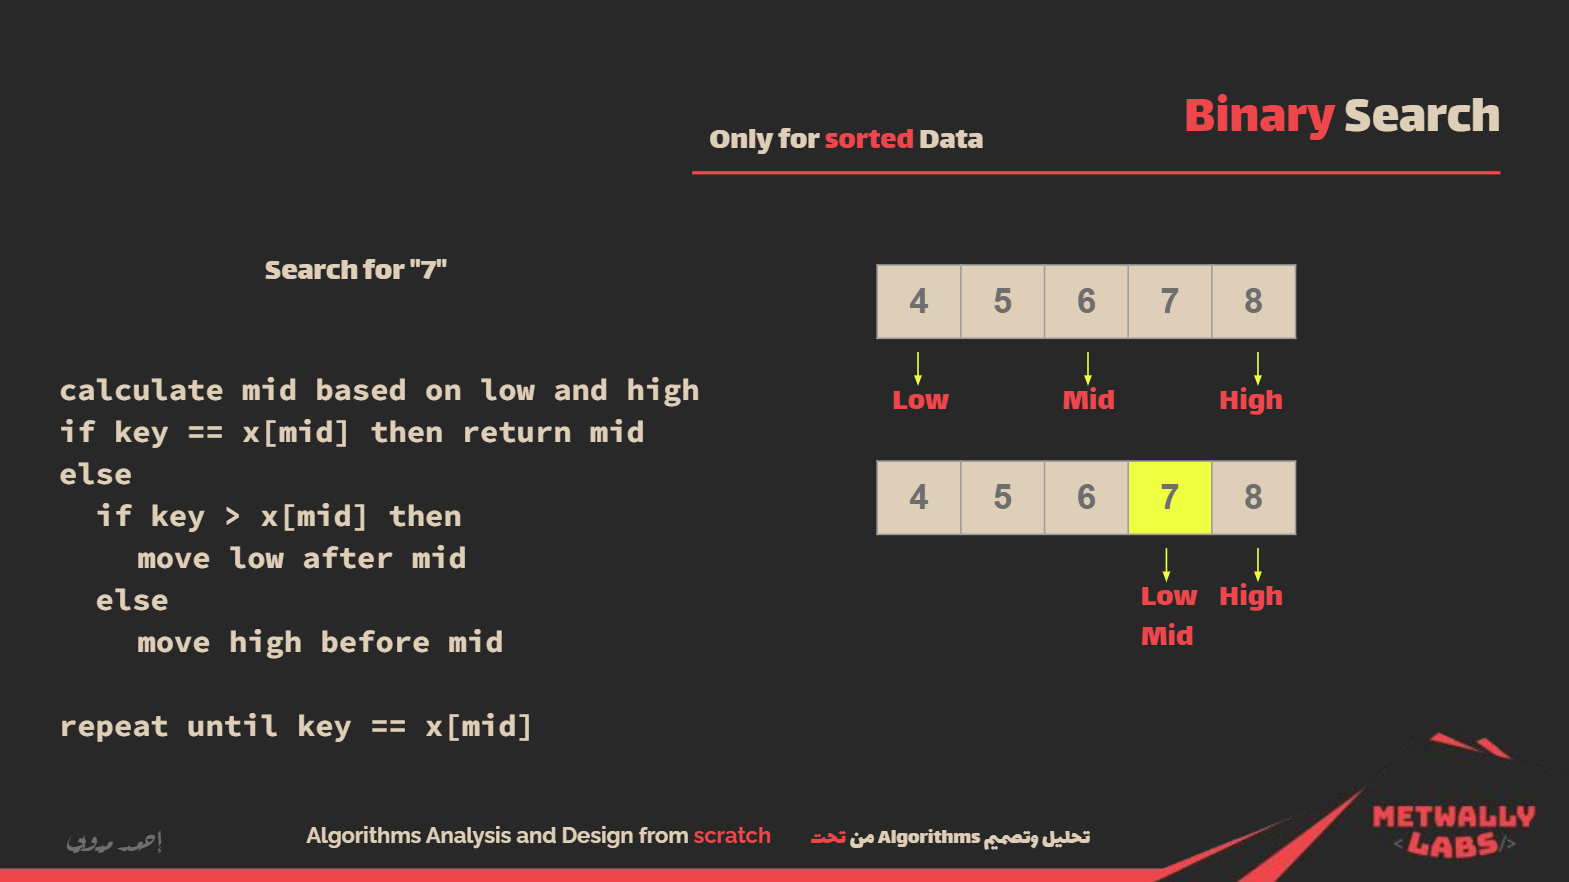 Binary Search
Only for sorted Data
Search for "7"
calculate mid based on low and high
if key == x[mid] then return mid
else
if key > x[mid] then
move low after mid
else
move high before mid
repeat until key == x[mid]
4 5 6 7 8
Low Mid High
4 5 6 7 8
Low High
Mid
Algorithms Analysis and Design from scratch
تحليل وتصميم Algorithms من تحت
METWALLY
<LABS/>